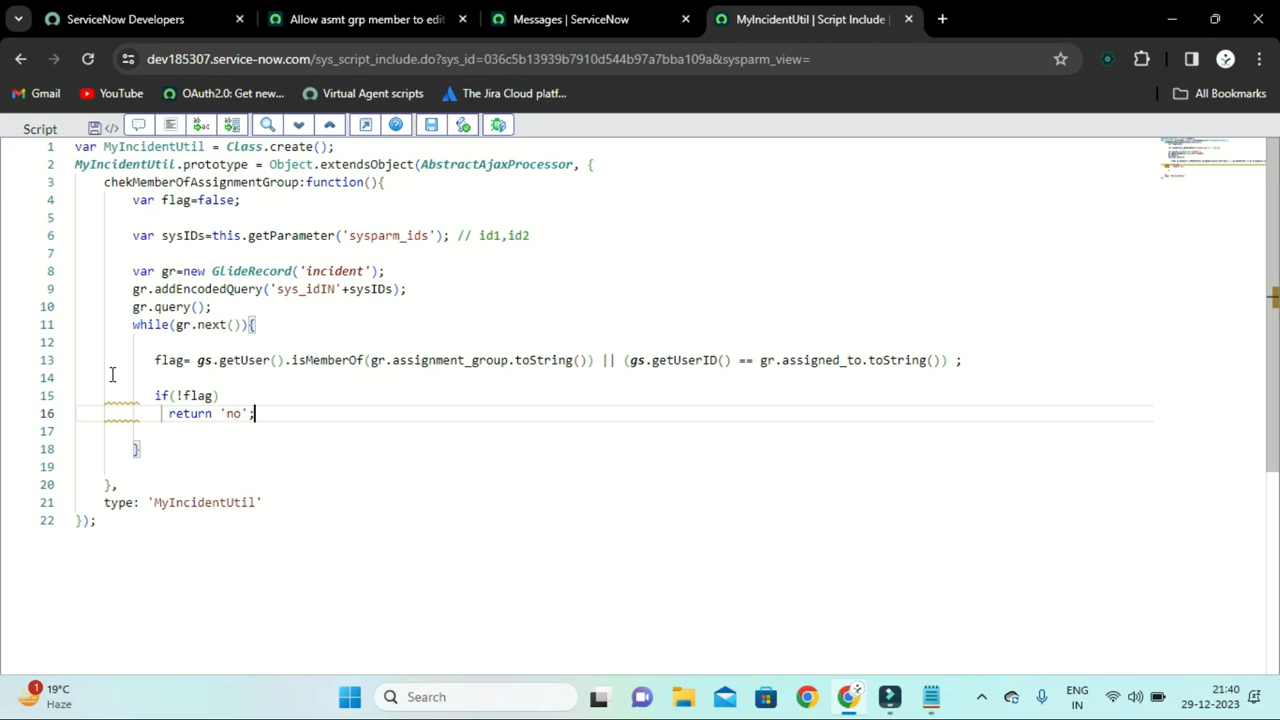 ServiceNow Developers
Allow asmt grp member to edit
Messages | ServiceNow
MyIncidentUtil | Script Include
dev185307.service-now.com/sys_script_include.do?sys_id=036c5b13939b7910d544b97a7bba109a&sysparm_view=
Gmail
YouTube
OAuth2.0: Get new...
Virtual Agent scripts
The Jira Cloud platf...
All Bookmarks
Script
1 var MyIncidentUtil = Class.create();
2 MyIncidentUtil.prototype = Object.extendsObject(AbstractAjaxProcessor, {
3 chekMemberOfAssignmentGroup:function(){
4 var flag=false;
5
6 var sysIDs=this.getParameter('sysparm_ids'); // id1,id2
7
8 var gr=new GlideRecord('incident');
9 gr.addEncodedQuery('sys_idIN'+sysIDs);
10 gr.query();
11 while(gr.next()){
12
13 flag= gs.getUser().isMemberOf(gr.assignment_group.toString()) || (gs.getUserID() == gr.assigned_to.toString()) ;
14
15 if(!flag)
16 return 'no';
17
18 }
19
20 },
21 type: 'MyIncidentUtil'
22 });
1
19°C
Haze
Search
ENG
IN
21:40
29-12-2023